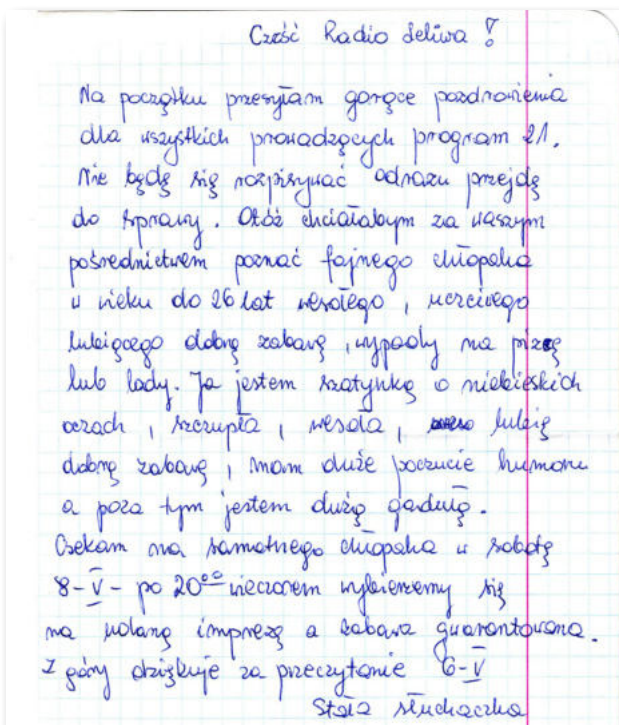 Cześć Radio Seliwa !
Na początku przesyłam gorące pozdrowienia
dla wszystkich prowadzących program 21.
Nie będę się rozpisywać odrazu przejdę
do sprawy. Otóż chciałabym za waszym
pośrednictwem poznać fajnego chłopaka
w wieku do 26 lat wesołego, uczciwego
lubiącego dobrą zabawę, wypady na pizzę
lub lody. Ja jestem szatynką o niebieskich
oczach, szczupła, wesoła, lubię
dobrą zabawę, mam duże poczucie humoru
a poza tym jestem dużą gadułą.
Czekam na samotnego chłopaka w sobotę
8-V- po 20⁰⁰ wieczorem wybierzemy się
na udaną imprezę a zabawa gwarantowana.
Z góry dziękuje za przeczytanie 6-V
Stała słuchaczka